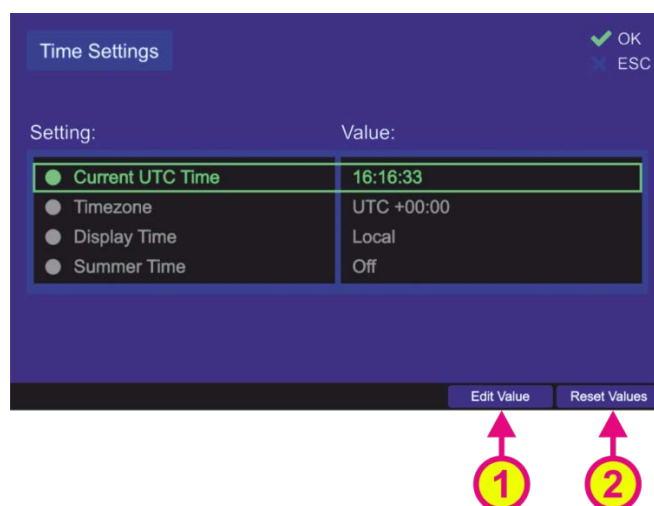 Time Settings
OK
ESC
Setting: Value:
Current UTC Time 16:16:33
Timezone UTC +00:00
Display Time Local
Summer Time Off
Edit Value Reset Values
1 2